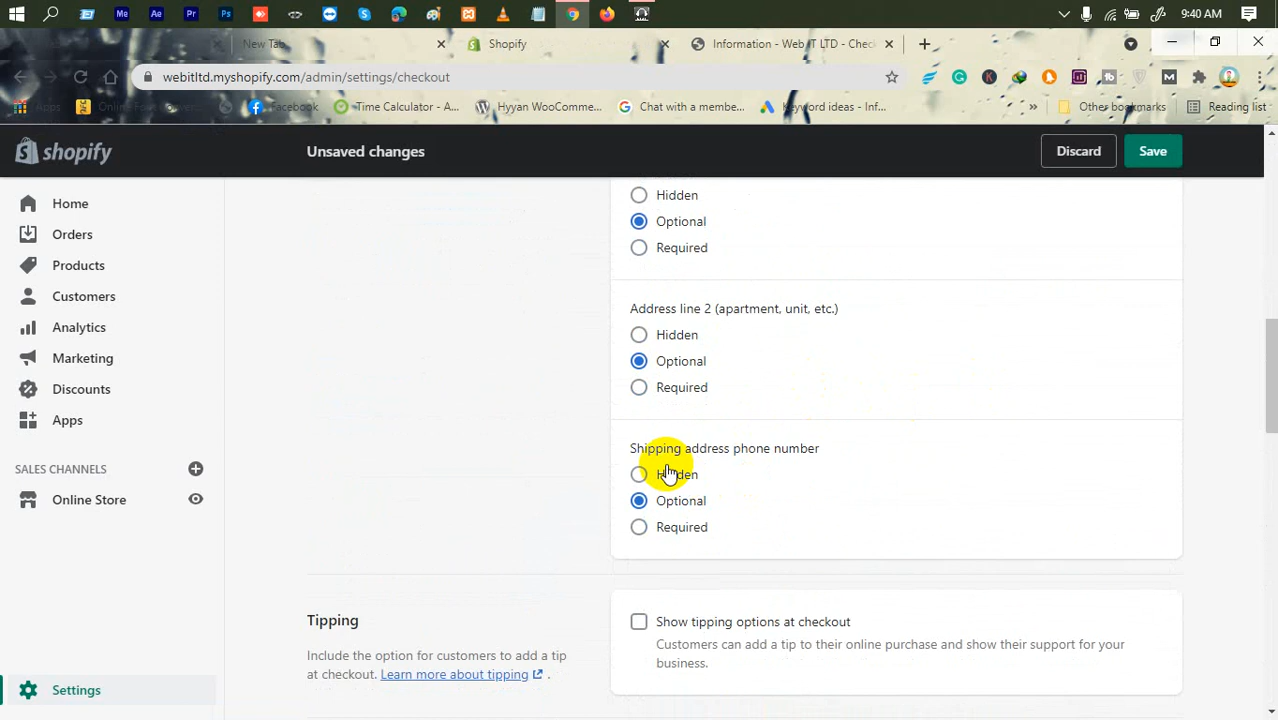 9:40 AM
New Tab
Shopify
Information - Web IT LTD - Chec
webitltd.myshopify.com/admin/settings/checkout
Apps
Facebook
Time Calculator - A...
Hyyan WooComme...
Chat with a membe...
Keyword ideas - Inf...
Other bookmarks
Reading list
shopify
Unsaved changes
Discard
Save
Home
Orders
Products
Customers
Analytics
Marketing
Discounts
Apps
SALES CHANNELS
Online Store
Settings
Hidden
Optional
Required
Address line 2 (apartment, unit, etc.)
Hidden
Optional
Required
Shipping address phone number
Hidden
Optional
Required
Tipping
Include the option for customers to add a tip
at checkout. Learn more about tipping .
Show tipping options at checkout
Customers can add a tip to their online purchase and show their support for your
business.